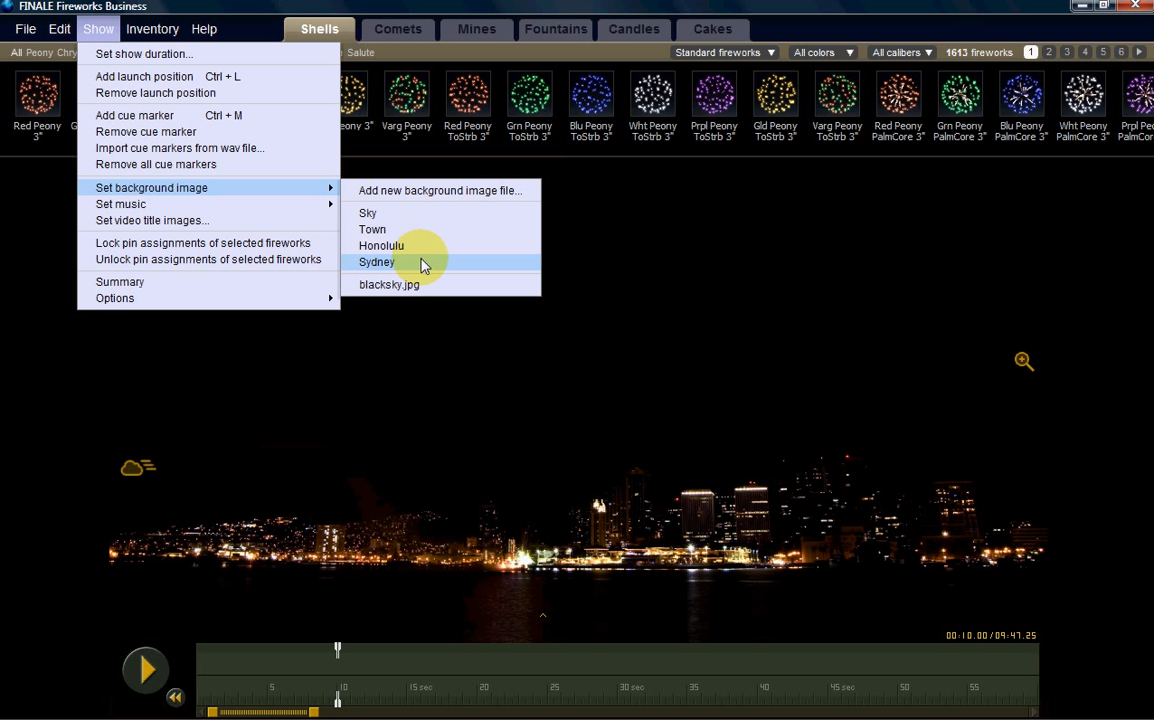 FINALE Fireworks Business
File Edit Show Inventory Help
Shells Comets Mines Fountains Candles Cakes
All Peony Chry
Salute
Standard fireworks All colors All calibers 1613 fireworks 1 2 3 4 5 6
Red Peony 3"
eony 3"
Varg Peony
Red Peony ToStrb 3"
Grn Peony ToStrb 3"
Blu Peony ToStrb 3"
Wht Peony ToStrb 3"
Prpl Peony ToStrb 3"
Gld Peony ToStrb 3"
Varg Peony ToStrb 3"
Red Peony PalmCore 3"
Grn Peony PalmCore 3"
Blu Peony PalmCore 3"
Wht Peony PalmCore 3"
Prpl Pe
PalmCor
Set show duration...
Add launch position Ctrl + L
Remove launch position
Add cue marker Ctrl + M
Remove cue marker
Import cue markers from wav file...
Remove all cue markers
Set background image
Set music
Set video title images...
Lock pin assignments of selected fireworks
Unlock pin assignments of selected fireworks
Summary
Options
Add new background image file...
Sky
Town
Honolulu
Sydney
blacksky.jpg
00:10.00/09:47.25
5 10 15 sec 20 25 30 sec 35 40 45 sec 50 55